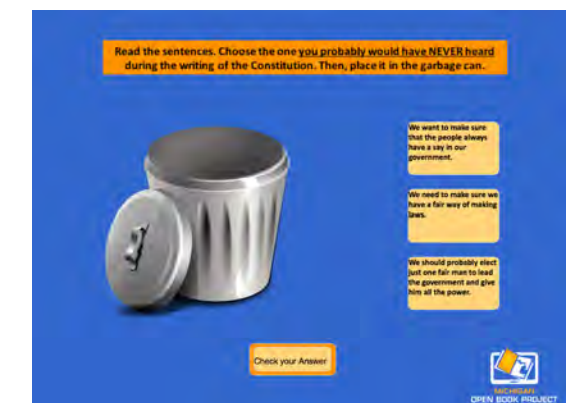 Read the sentences. Choose the one you probably would have NEVER heard
during the writing of the Constitution. Then, place it in the garbage can.
We want to make sure
that the people always
have a say in our
government.
We need to make sure we
have a fair way of making
laws.
We should probably elect
just one fair man to lead
the government and give
him all the power.
Check your Answer
MICHIGAN
OPEN BOOK PROJECT